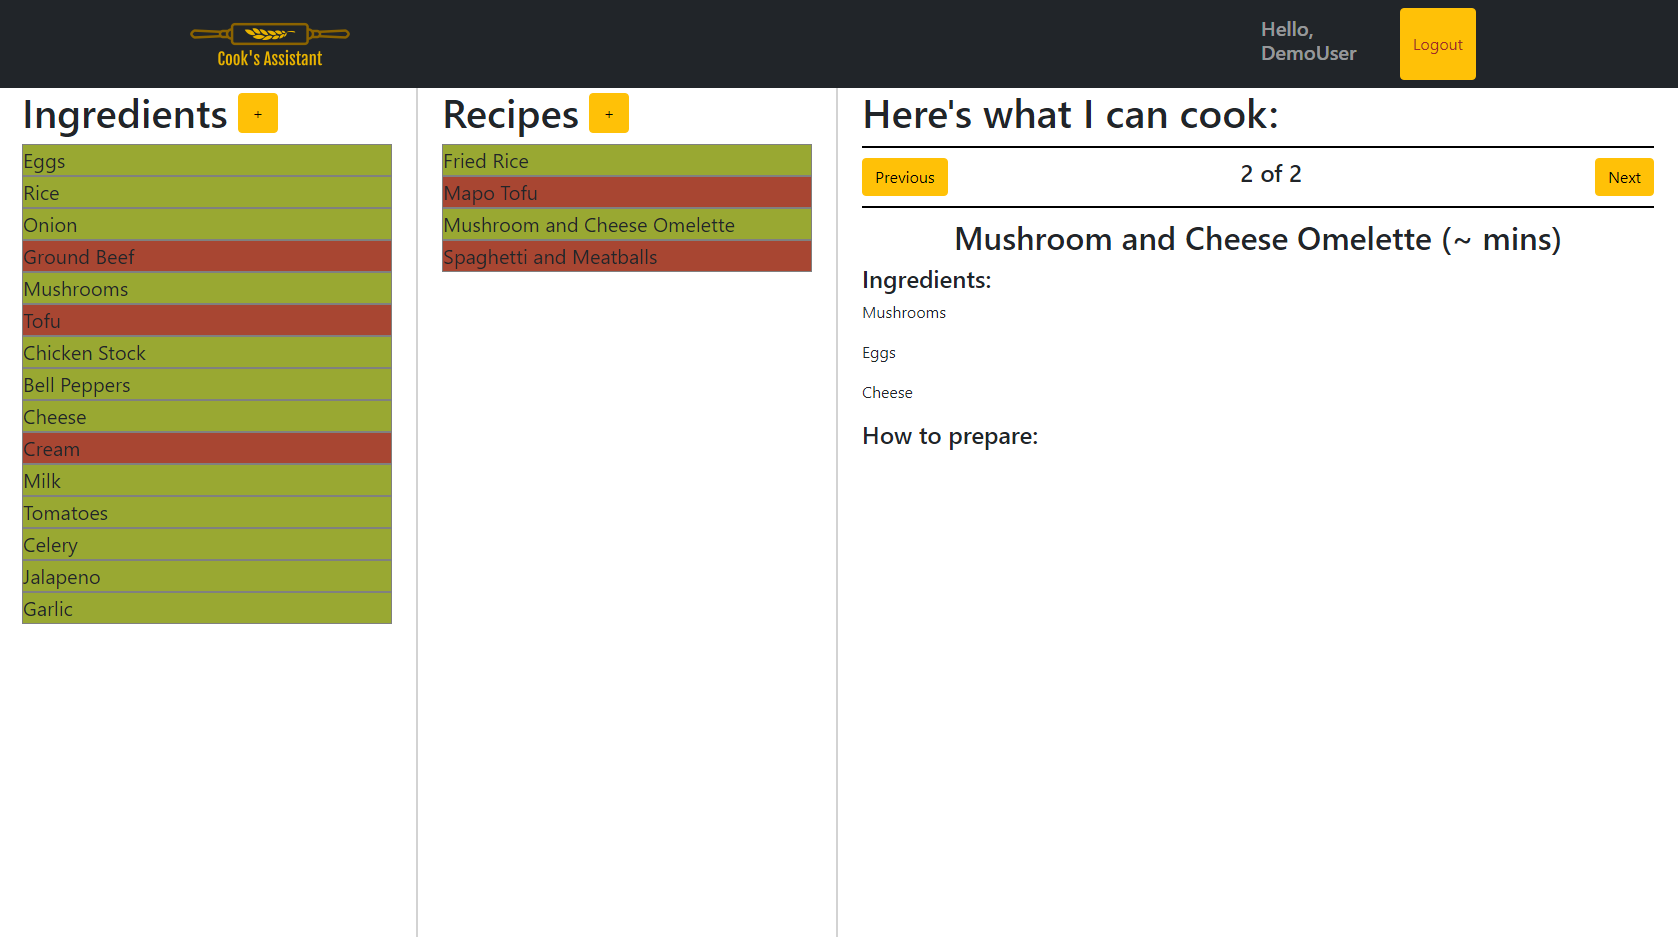 Cook's Assistant
Hello,
DemoUser
Logout
Ingredients +
Eggs
Rice
Onion
Ground Beef
Mushrooms
Tofu
Chicken Stock
Bell Peppers
Cheese
Cream
Milk
Tomatoes
Celery
Jalapeno
Garlic
Recipes +
Fried Rice
Mapo Tofu
Mushroom and Cheese Omelette
Spaghetti and Meatballs
Here's what I can cook:
Previous 2 of 2 Next
Mushroom and Cheese Omelette (~ mins)
Ingredients:
Mushrooms
Eggs
Cheese
How to prepare: